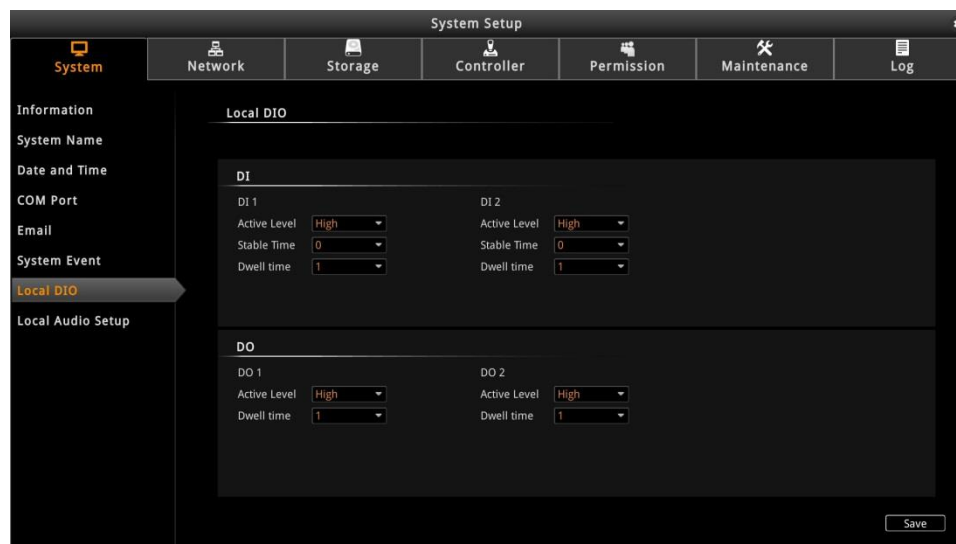 System Setup
System Network Storage Controller Permission Maintenance Log
Information
System Name
Date and Time
COM Port
Email
System Event
Local DIO
Local Audio Setup
Local DIO
DI
DI 1 DI 2
Active Level High Active Level High
Stable Time 0 Stable Time 0
Dwell time 1 Dwell time 1
DO
DO 1 DO 2
Active Level High Active Level High
Dwell time 1 Dwell time 1
Save